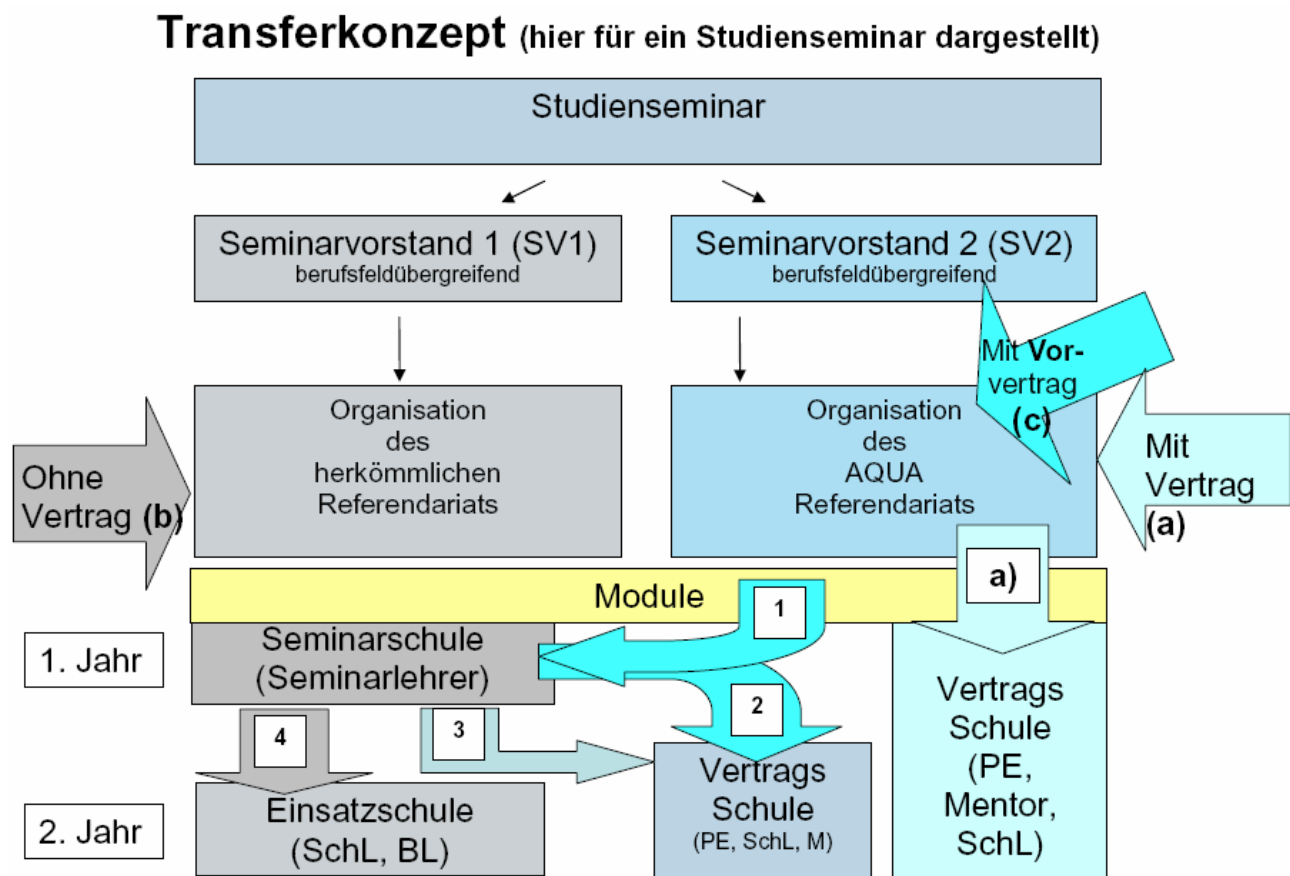 Transferkonzept (hier für ein Studienseminar dargestellt)
Studienseminar
Seminarvorstand 1 (SV1)
berufsfeldübergreifend
Seminarvorstand 2 (SV2)
berufsfeldübergreifend
Mit Vor-
vertrag
(c)
Organisation
des
herkömmlichen
Referendariats
Organisation
des
AQUA
Referendariats
Ohne
Vertrag (b)
Mit
Vertrag
(a)
a)
Module
1
1. Jahr
Seminarschule
(Seminarlehrer)
2
4
3
Vertrags
Schule
(PE,
Mentor,
SchL)
Vertrags
Schule
(PE, SchL, M)
2. Jahr
Einsatzschule
(SchL, BL)